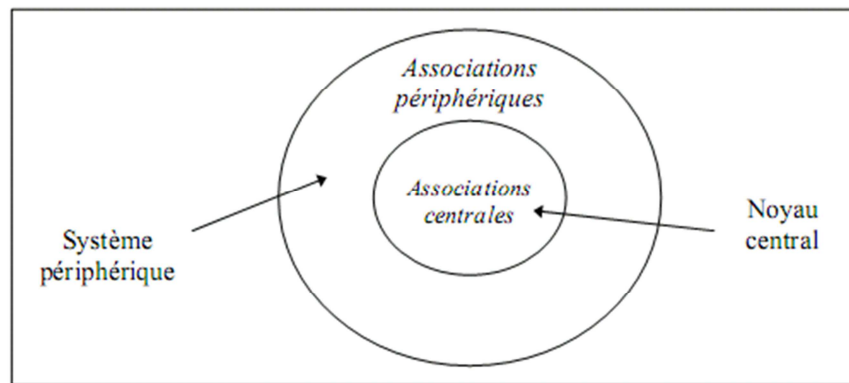 Associations
périphériques
Associations
centrales
Système
périphérique
Noyau
central